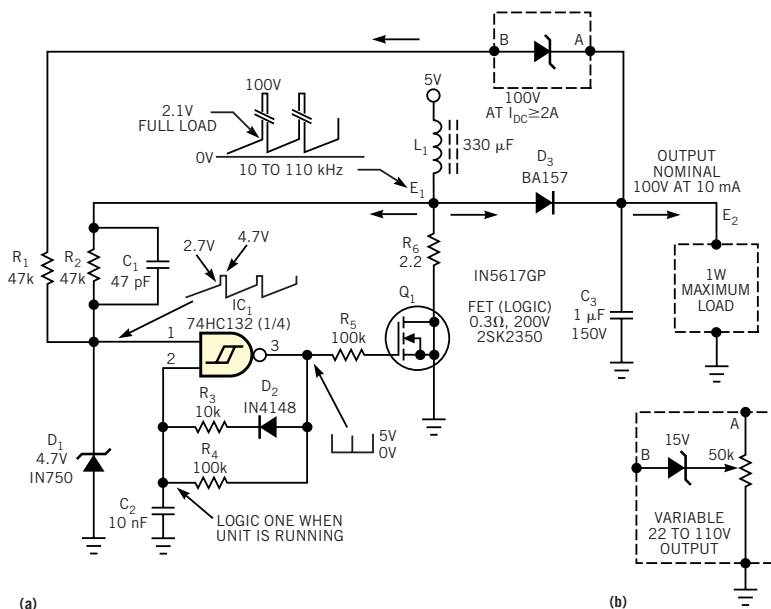 B
A
5V
100V
AT I_DC≥2A
100V
2.1V
FULL LOAD
0V
10 TO 110 kHz
L1
330 μF
E1
D3
BA157
OUTPUT
NOMINAL
100V AT 10 mA
E2
R1
47k
R2
47k
C1
47 pF
2.7V
4.7V
IC1
74HC132 (1/4)
1
2
3
R5
100k
R6
2.2
Q1
IN5617GP
FET (LOGIC)
0.3Ω, 200V
2SK2350
C3
1 μF
150V
1W
MAXIMUM
LOAD
R3
10k
D2
IN4148
R4
100k
5V
0V
D1
4.7V
IN750
C2
10 nF
LOGIC ONE WHEN
UNIT IS RUNNING
A
B
15V
50k
VARIABLE
22 TO 110V
OUTPUT
(a)
(b)